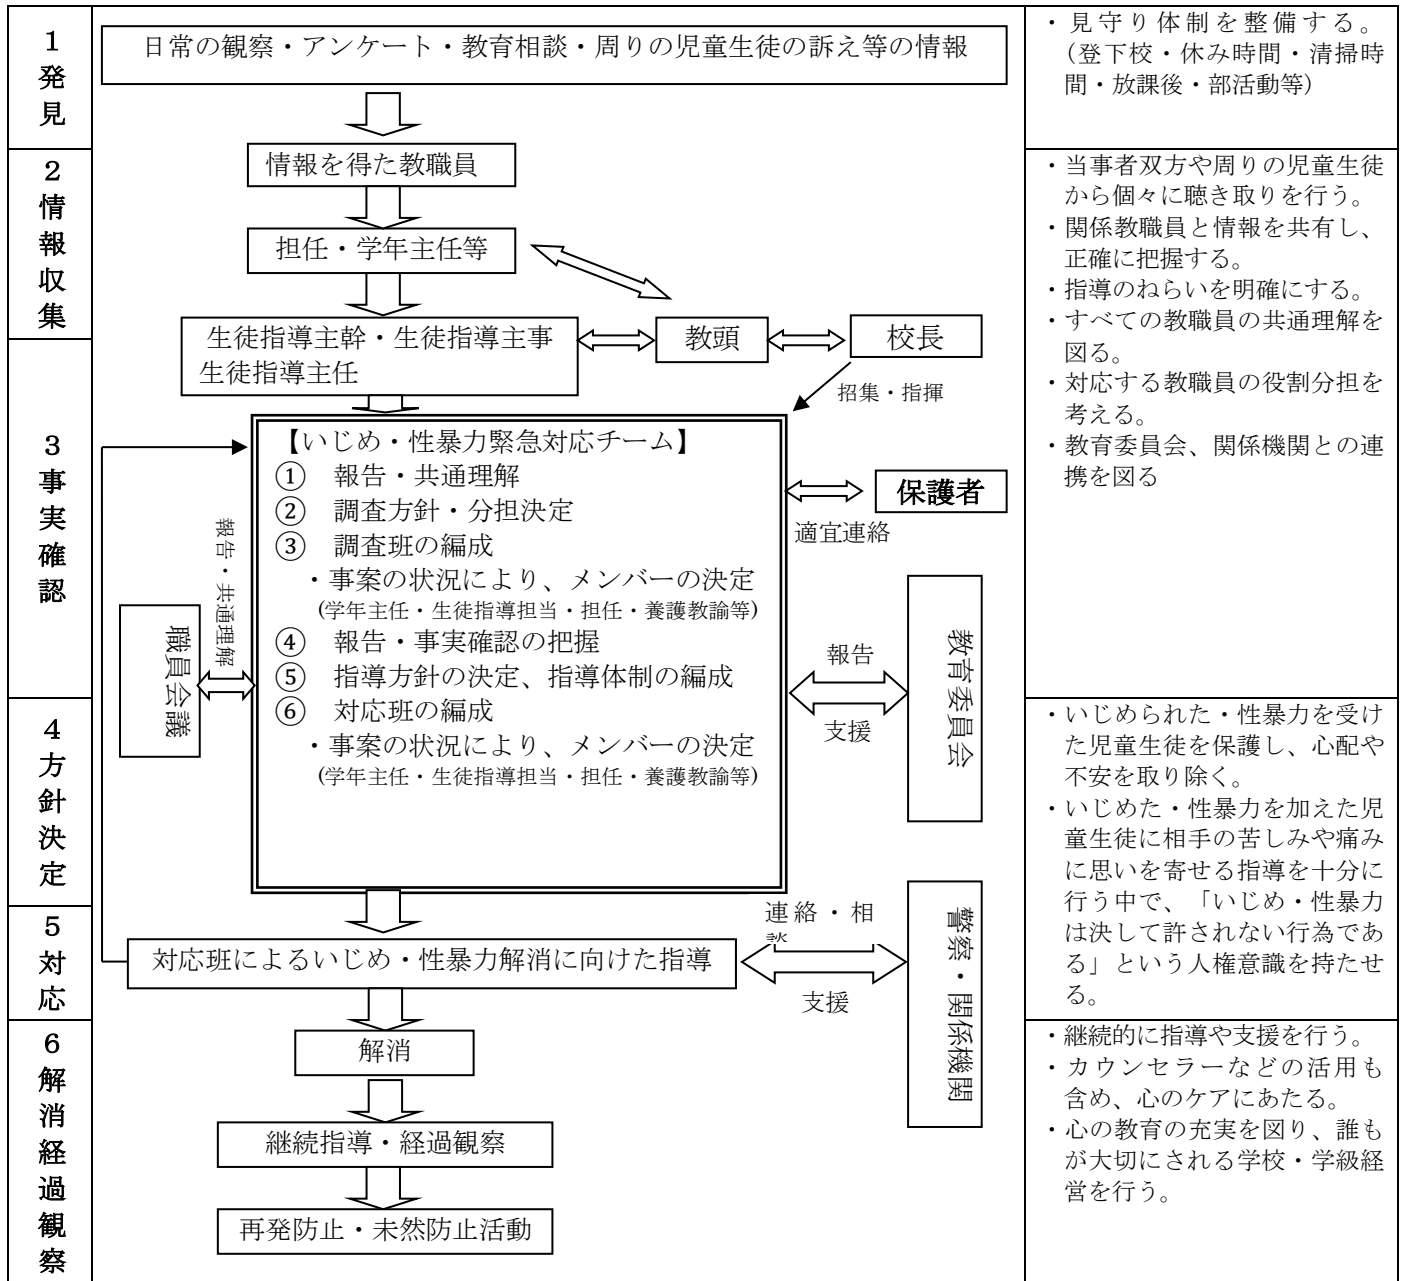 1
発
見
日常の観察・アンケート・教育相談・周りの児童生徒の訴え等の情報
・見守り体制を整備する。
(登下校・休み時間・清掃時
間・放課後・部活動等)
2
情
報
収
集
情報を得た教職員
担任・学年主任等
生徒指導主幹・生徒指導主事
生徒指導主任
教頭
校長
招集・指揮
・当事者双方や周りの児童生徒
から個々に聴き取りを行う。
・関係教職員と情報を共有し、
正確に把握する。
・指導のねらいを明確にする。
・すべての教職員の共通理解を
図る。
・対応する教職員の役割分担を
考える。
・教育委員会、関係機関との連
携を図る
3
事
実
確
認
【いじめ・性暴力緊急対応チーム】
① 報告・共通理解
② 調査方針・分担決定
③ 調査班の編成
・事案の状況により、メンバーの決定
(学年主任・生徒指導担当・担任・養護教諭等)
④ 報告・事実確認の把握
⑤ 指導方針の決定、指導体制の編成
⑥ 対応班の編成
・事案の状況により、メンバーの決定
(学年主任・生徒指導担当・担任・養護教諭等)
保護者
適宜連絡
報告・共通理解
職員会議
報告
支援
教育委員会
4
方
針
決
定
・いじめられた・性暴力を受け
た児童生徒を保護し、心配や
不安を取り除く。
・いじめた・性暴力を加えた児
童生徒に相手の苦しみや痛み
に思いを寄せる指導を十分に
行う中で、「いじめ・性暴力
は決して許されない行為であ
る」という人権意識を持たせ
る。
5
対
応
対応班によるいじめ・性暴力解消に向けた指導
連絡・相
支援
警察・関係機関
6
解
消
経
過
観
察
解消
継続指導・経過観察
再発防止・未然防止活動
・継続的に指導や支援を行う。
・カウンセラーなどの活用も
含め、心のケアにあたる。
・心の教育の充実を図り、誰も
が大切にされる学校・学級経
営を行う。